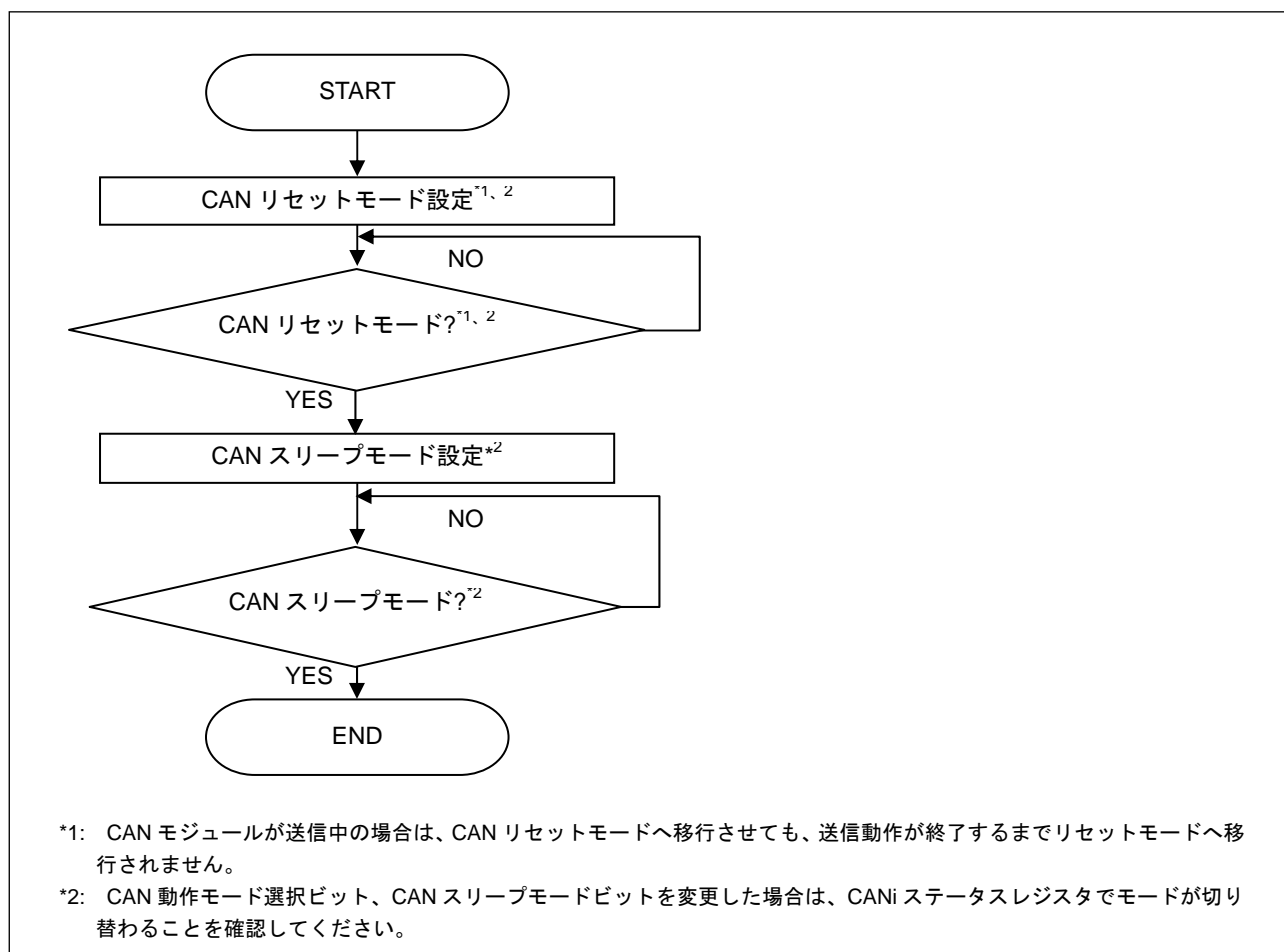 START
CAN リセットモード設定*1、2
NO
CAN リセットモード?*1、2
YES
CAN スリープモード設定*2
NO
CAN スリープモード?*2
YES
END
*1: CAN モジュールが送信中の場合は、CAN リセットモードへ移行させても、送信動作が終了するまでリセットモードへ移
行されません。
*2: CAN 動作モード選択ビット、CAN スリープモードビットを変更した場合は、CANi ステータスレジスタでモードが切り
替わることを確認してください。